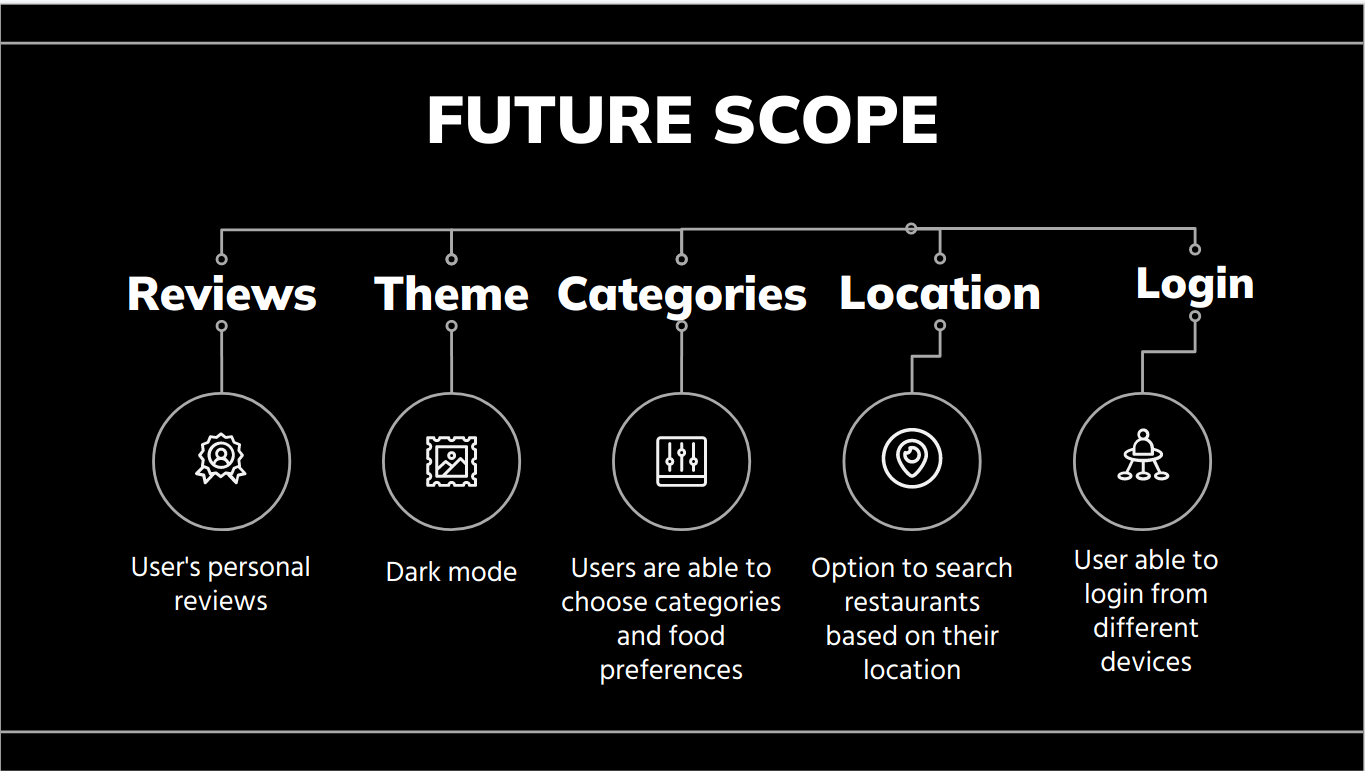 FUTURE SCOPE
Reviews
Theme
Categories
Location
Login
User's personal
reviews
Dark mode
Users are able to
choose categories
and food
preferences
Option to search
restaurants
based on their
location
User able to
login from
different
devices